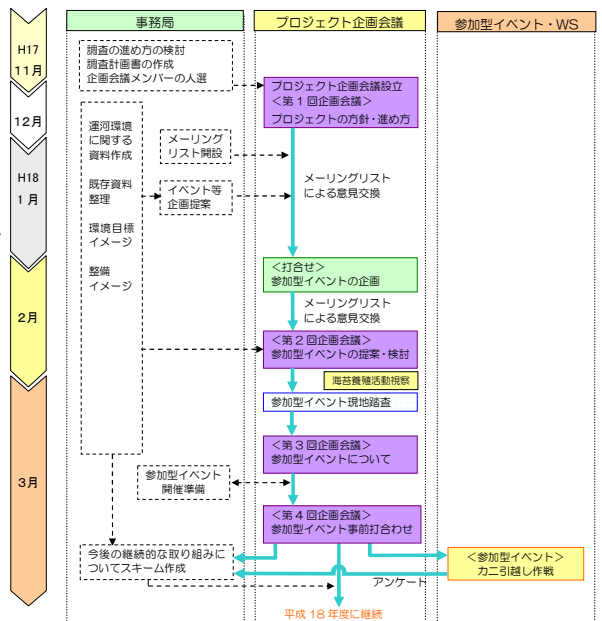 事務局
プロジェクト企画会議
参加型イベント・WS
H17
11月
12月
H18
1月
2月
3月
調査の進め方の検討
調査計画書の作成
企画会議メンバーの人選
プロジェクト企画会議設立
＜第１回企画会議＞
プロジェクトの方針・進め方
運河環境
に関する
資料作成
既存資料
整理
環境目標
イメージ
整備
イメージ
メーリング
リスト開設
イベント等
企画提案
メーリングリスト
による意見交換
＜打合せ＞
参加型イベントの企画
メーリングリスト
による意見交換
＜第２回企画会議＞
参加型イベントの提案・検討
海苔養殖活動視察
参加型イベント現地踏査
＜第３回企画会議＞
参加型イベントについて
参加型イベント
開催準備
＜第４回企画会議＞
参加型イベント事前打合わせ
今後の継続的な取り組みに
ついてスキーム作成
＜参加型イベント＞
カニ引越し作戦
アンケート
平成18年度に継続